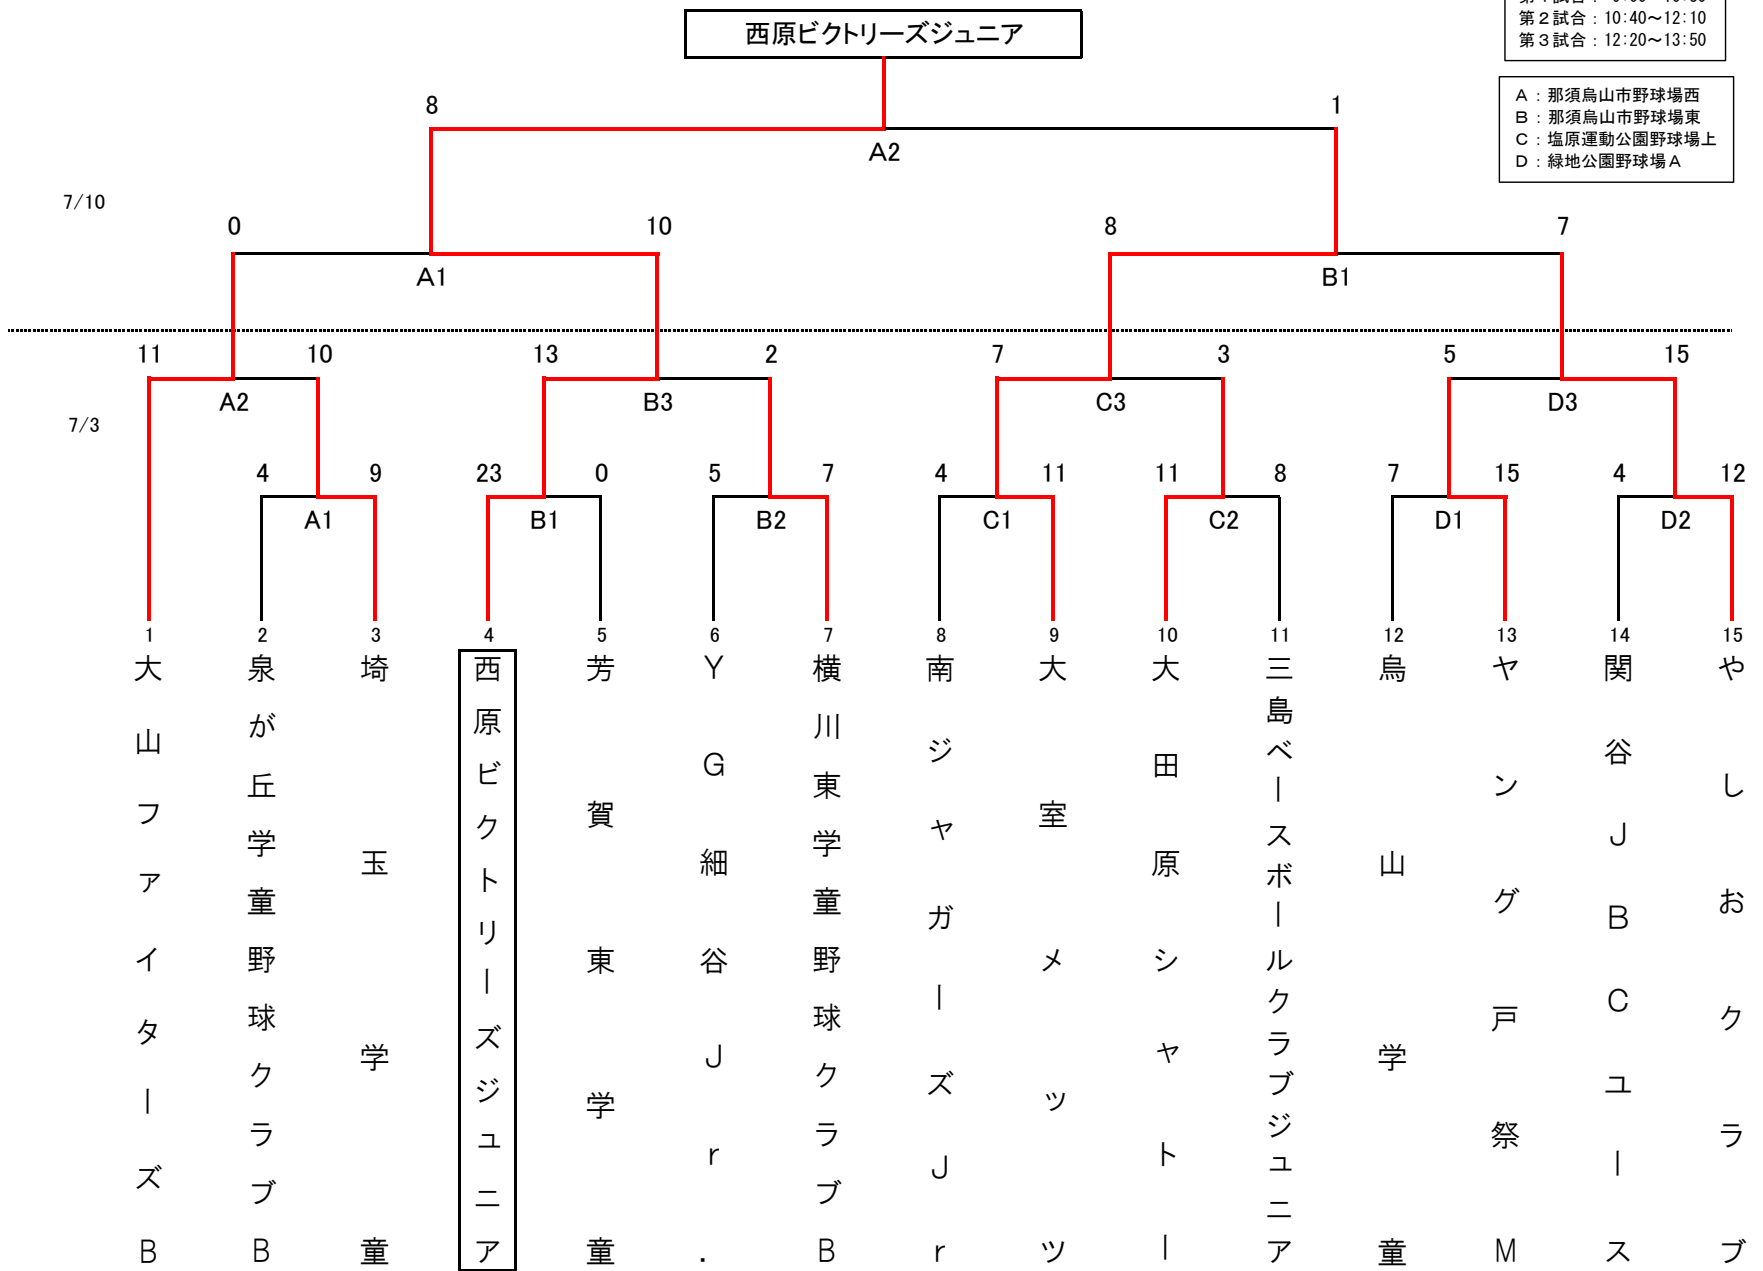 西原ビクトリーズジュニア
第2試合：10:40～12:10
第3試合：12:20～13:50
A：那須烏山市野球場西
B：那須烏山市野球場東
C：塩原運動公園野球場上
D：緑地公園野球場A
8 1
A2
7/10
0 10 8 7
A1 B1
11 10 13 2 7 3 5 15
A2 B3 C3 D3
7/3
4 9 23 0 5 7 4 11 11 8 7 15 4 12
A1 B1 B2 C1 C2 D1 D2
1 2 3 4 5 6 7 8 9 10 11 12 13 14 15
大山ファイターズB
泉が丘学童野球クラブB
埼玉学童
西原ビクトリーズジュニア
芳賀東学童
YG細谷Jr.
横川東学童野球クラブB
南ジャガーズJr
大室メッツ
大田原シャトー
三島ベースボールクラブジュニア
烏山学童
ヤング戸祭M
関谷JBCユース
やしおクラブ